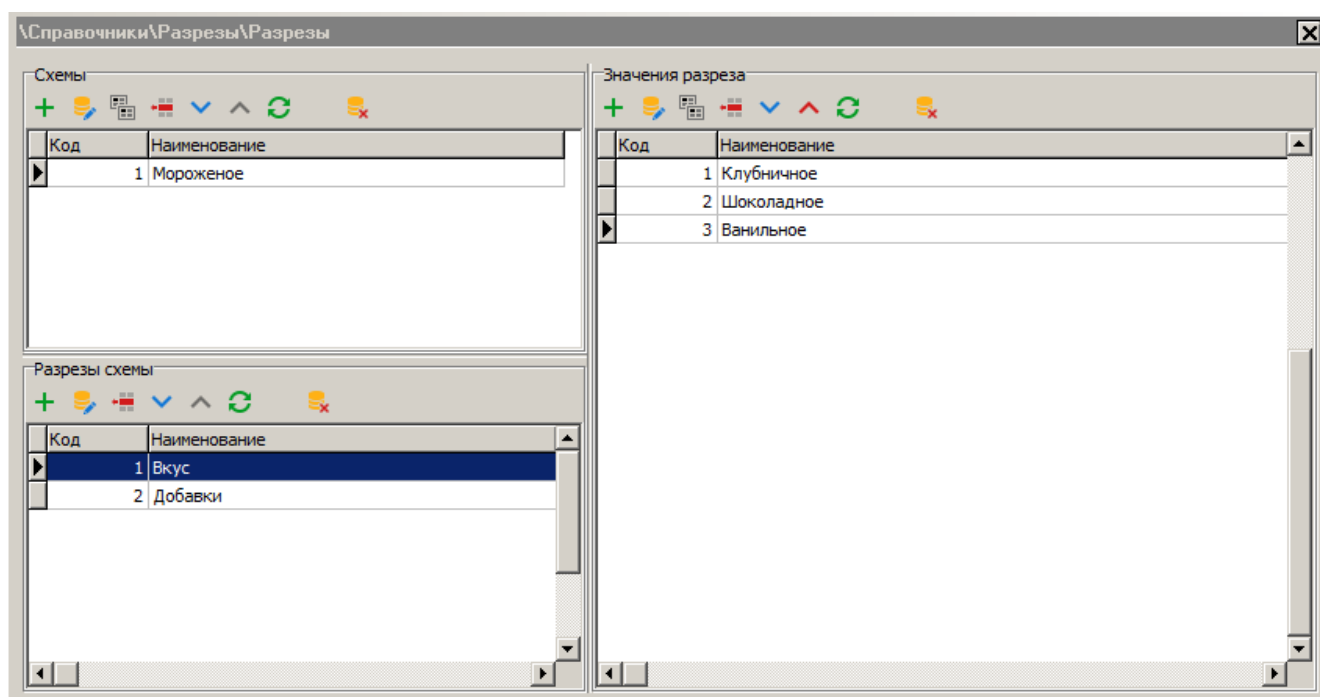 \Справочники\Разрезы\Разрезы
Схемы
Код Наименование
1 Мороженое
Разрезы схемы
Код Наименование
1 Вкус
2 Добавки
Значения разреза
Код Наименование
1 Клубничное
2 Шоколадное
3 Ванильное